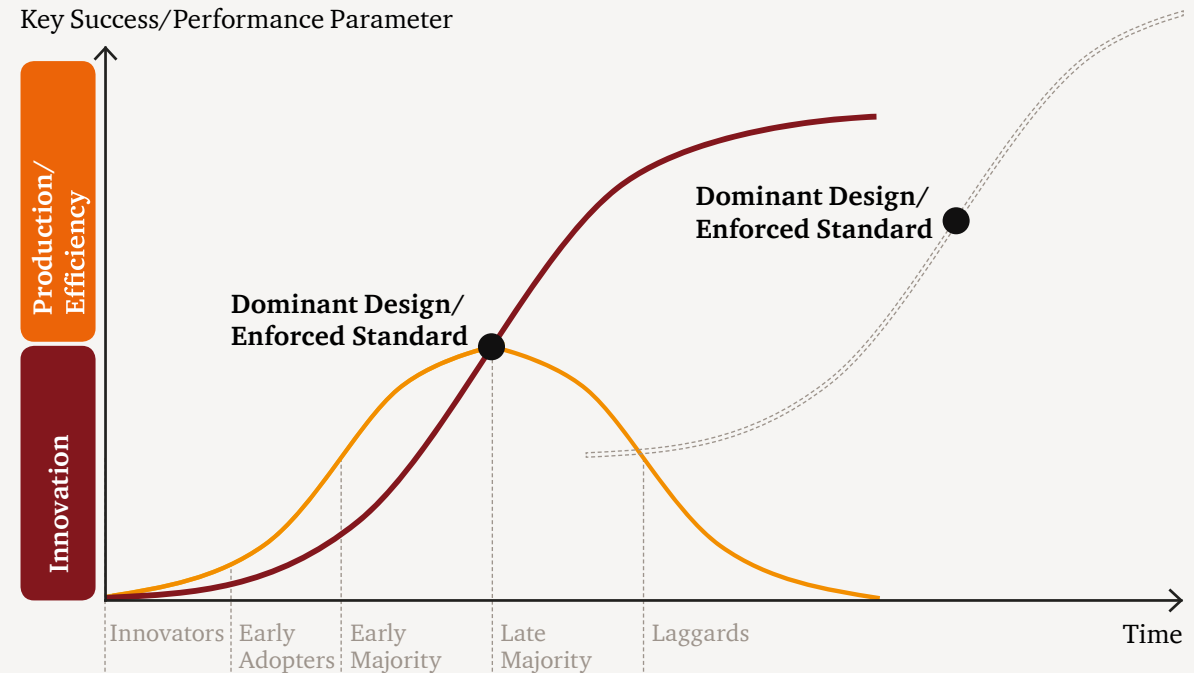 Key Success/Performance Parameter
Production/
Efficiency
Innovation
Dominant Design/
Enforced Standard
Dominant Design/
Enforced Standard
Innovators
Early
Adopters
Early
Majority
Late
Majority
Laggards
Time